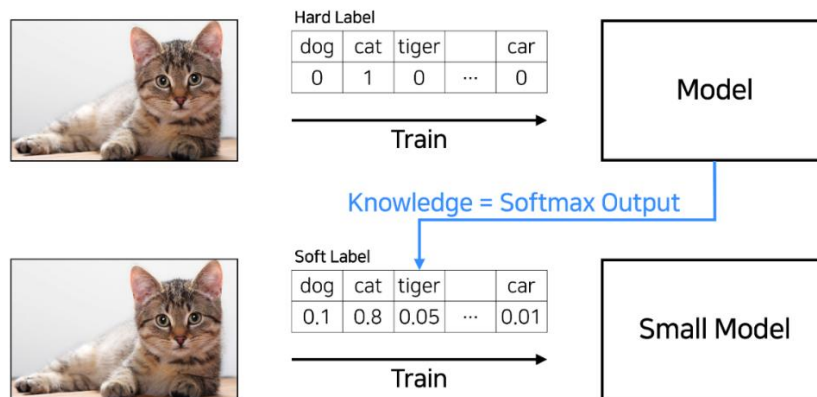 Hard Label
dog cat tiger car
0 1 0 ... 0
Train
Model
Knowledge = Softmax Output
Soft Label
dog cat tiger car
0.1 0.8 0.05 ... 0.01
Train
Small Model